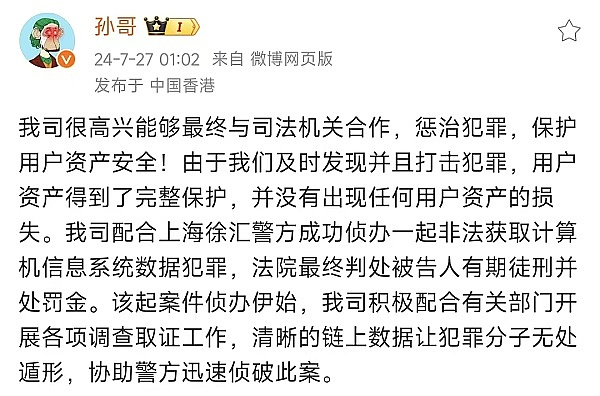 孙哥 I
24-7-27 01:02 来自 微博网页版
发布于 中国香港
我司很高兴能够最终与司法机关合作，惩治犯罪，保护
用户资产安全！由于我们及时发现并且打击犯罪，用户
资产得到了完整保护，并没有出现任何用户资产的损
失。我司配合上海徐汇警方成功侦办一起非法获取计算
机信息系统数据犯罪，法院最终判处被告人有期徒刑并
处罚金。该起案件侦办伊始，我司积极配合有关部门开
展各项调查取证工作，清晰的链上数据让犯罪分子无处
遁形，协助警方迅速侦破此案。